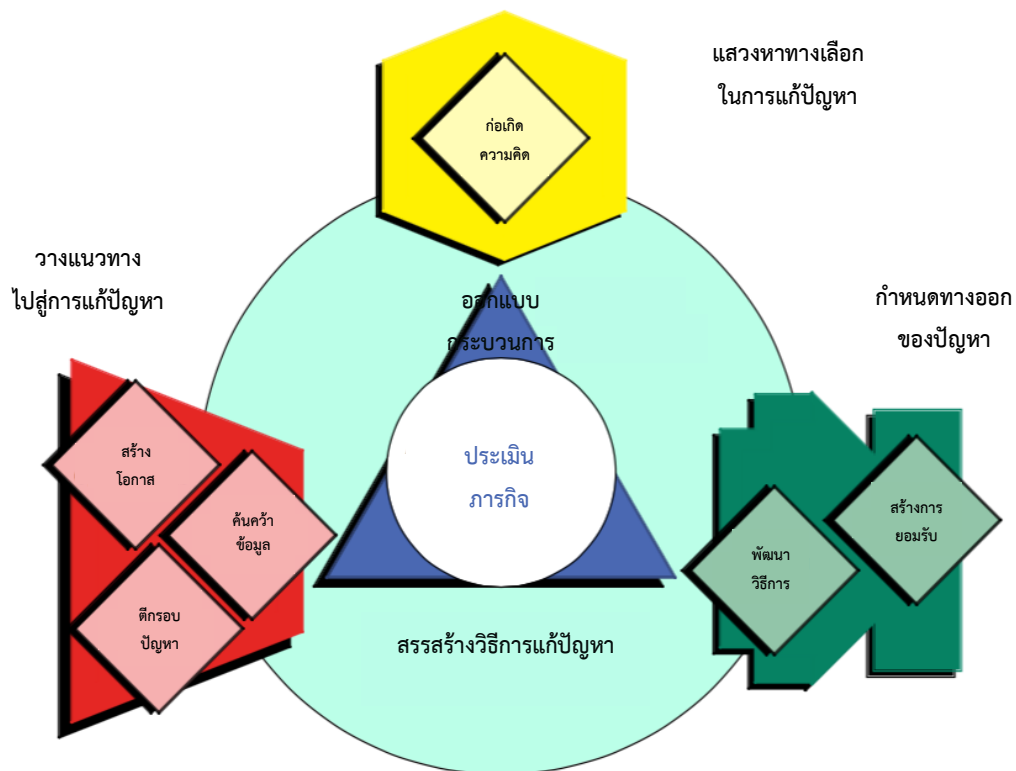 แสวงหาทางเลือก
ในการแก้ปัญหา
ก่อเกิด
ความคิด
วางแนวทาง
ไปสู่การแก้ปัญหา
ออกแบบ
กระบวนการ
กำหนดทางออก
ของปัญหา
สร้าง
โอกาส
ค้นคว้า
ข้อมูล
ตีกรอบ
ปัญหา
ประเมิน
ภารกิจ
สร้างการ
ยอมรับ
พัฒนา
วิธีการ
สรรสร้างวิธีการแก้ปัญหา